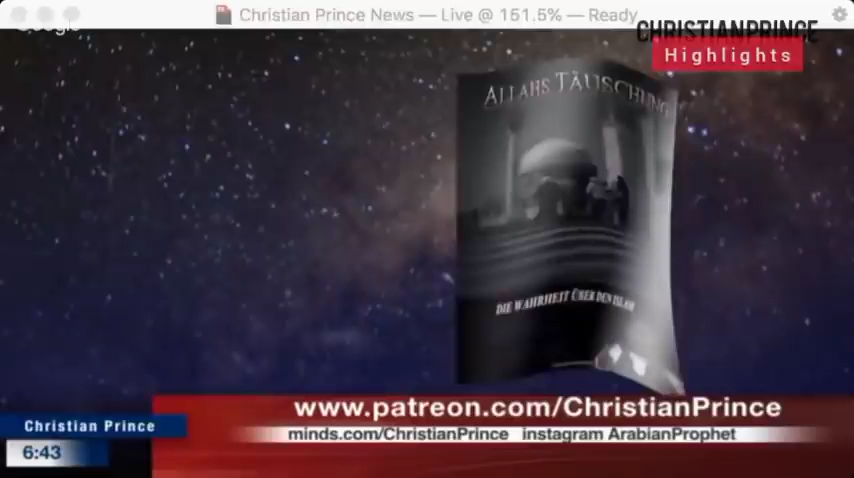 Christian Prince News — Live @ 151.5% — Ready
Google
CHRISTIANPRINCE
Highlights
ALLAHS TÄUSCHUNG
DIE WAHRHEIT ÜBER DEN ISLAM
www.patreon.com/ChristianPrince
Christian Prince
minds.com/ChristianPrince instagram ArabianProphet
6:43